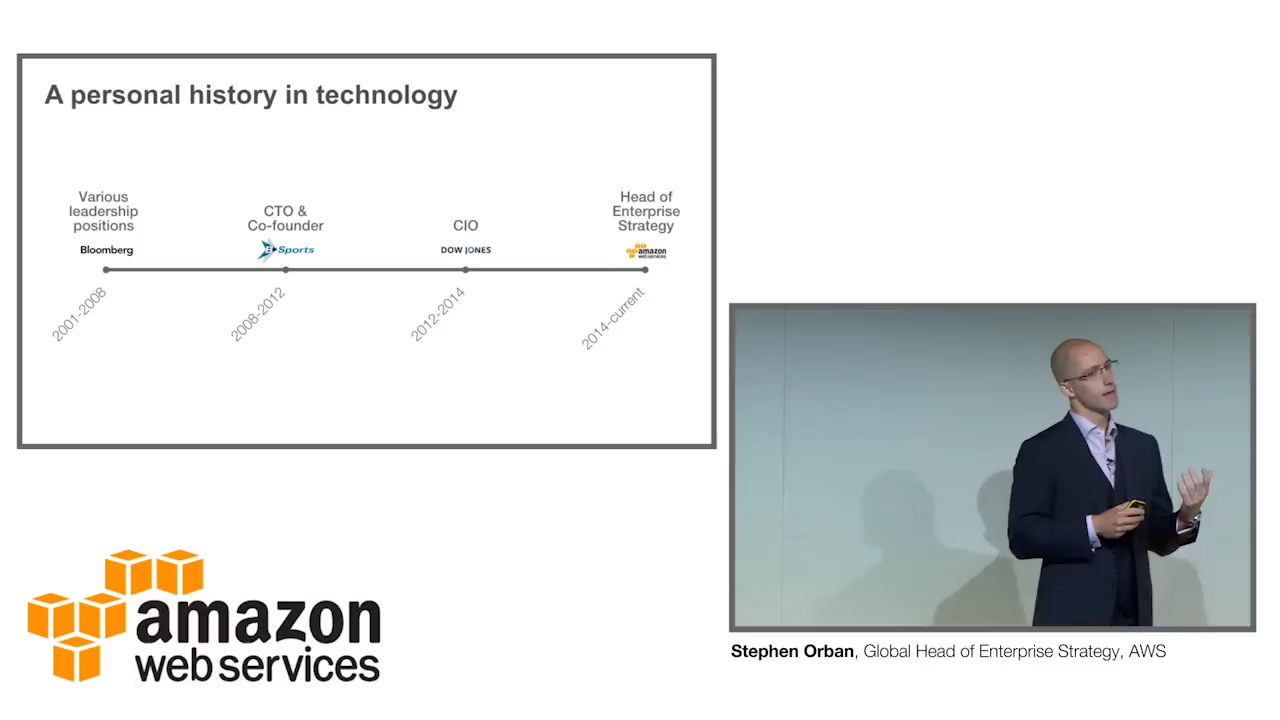 A personal history in technology
Various
leadership
positions
Bloomberg
2001-2008
CTO &
Co-founder
Sports
2008-2012
CIO
DOW JONES
2012-2014
Head of
Enterprise
Strategy
amazon
web services
2014-current
amazon
web services
Stephen Orban, Global Head of Enterprise Strategy, AWS